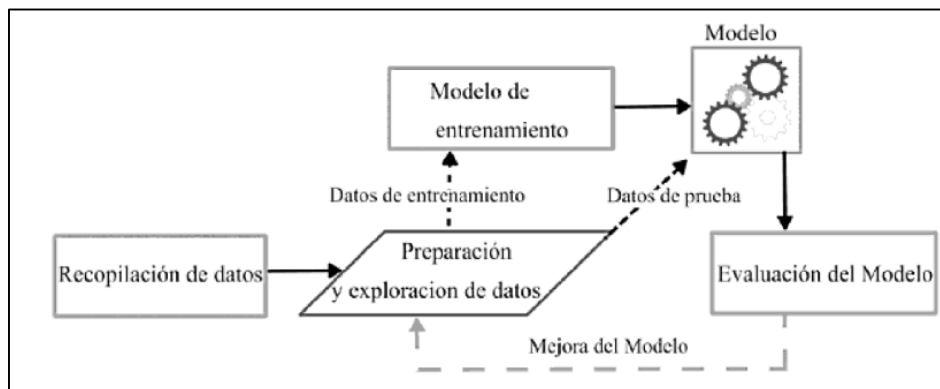 Modelo
Modelo de
entrenamiento
Datos de entrenamiento
Datos de prueba
Recopilación de datos
Preparación
y exploracion de datos
Evaluación del Modelo
Mejora del Modelo